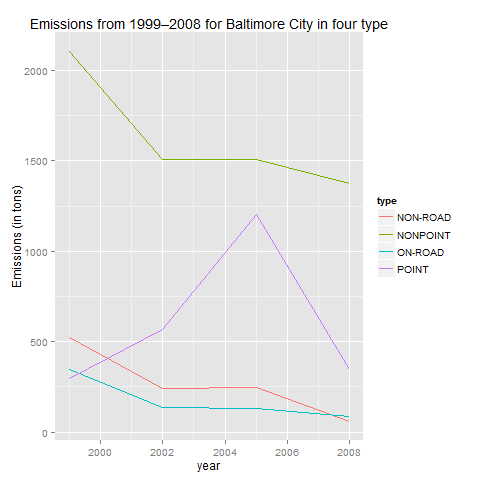 Emissions from 1999–2008 for Baltimore City in four type
Emissions (in tons)
2000
1500
1000
500
0
2000
2002
2004
2006
2008
year
type
NON-ROAD
NONPOINT
ON-ROAD
POINT